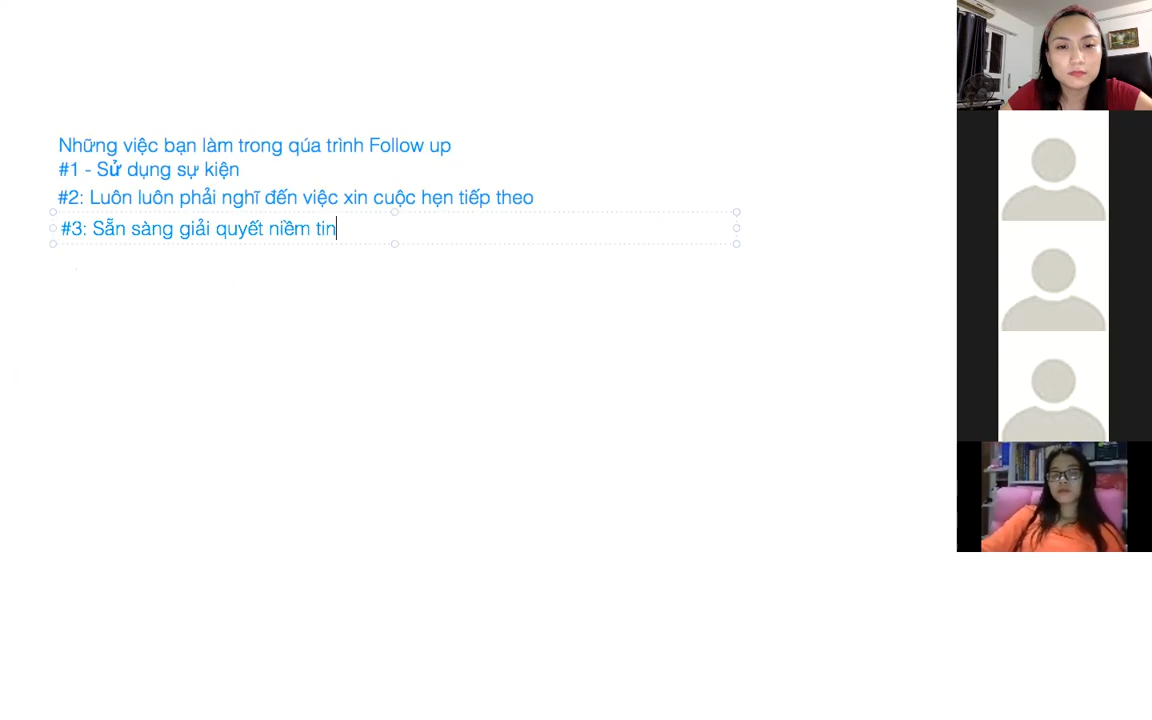 Những việc bạn làm trong qúa trình Follow up
#1 - Sử dụng sự kiện
#2: Luôn luôn phải nghĩ đến việc xin cuộc hẹn tiếp theo
#3: Sẵn sàng giải quyết niềm tin